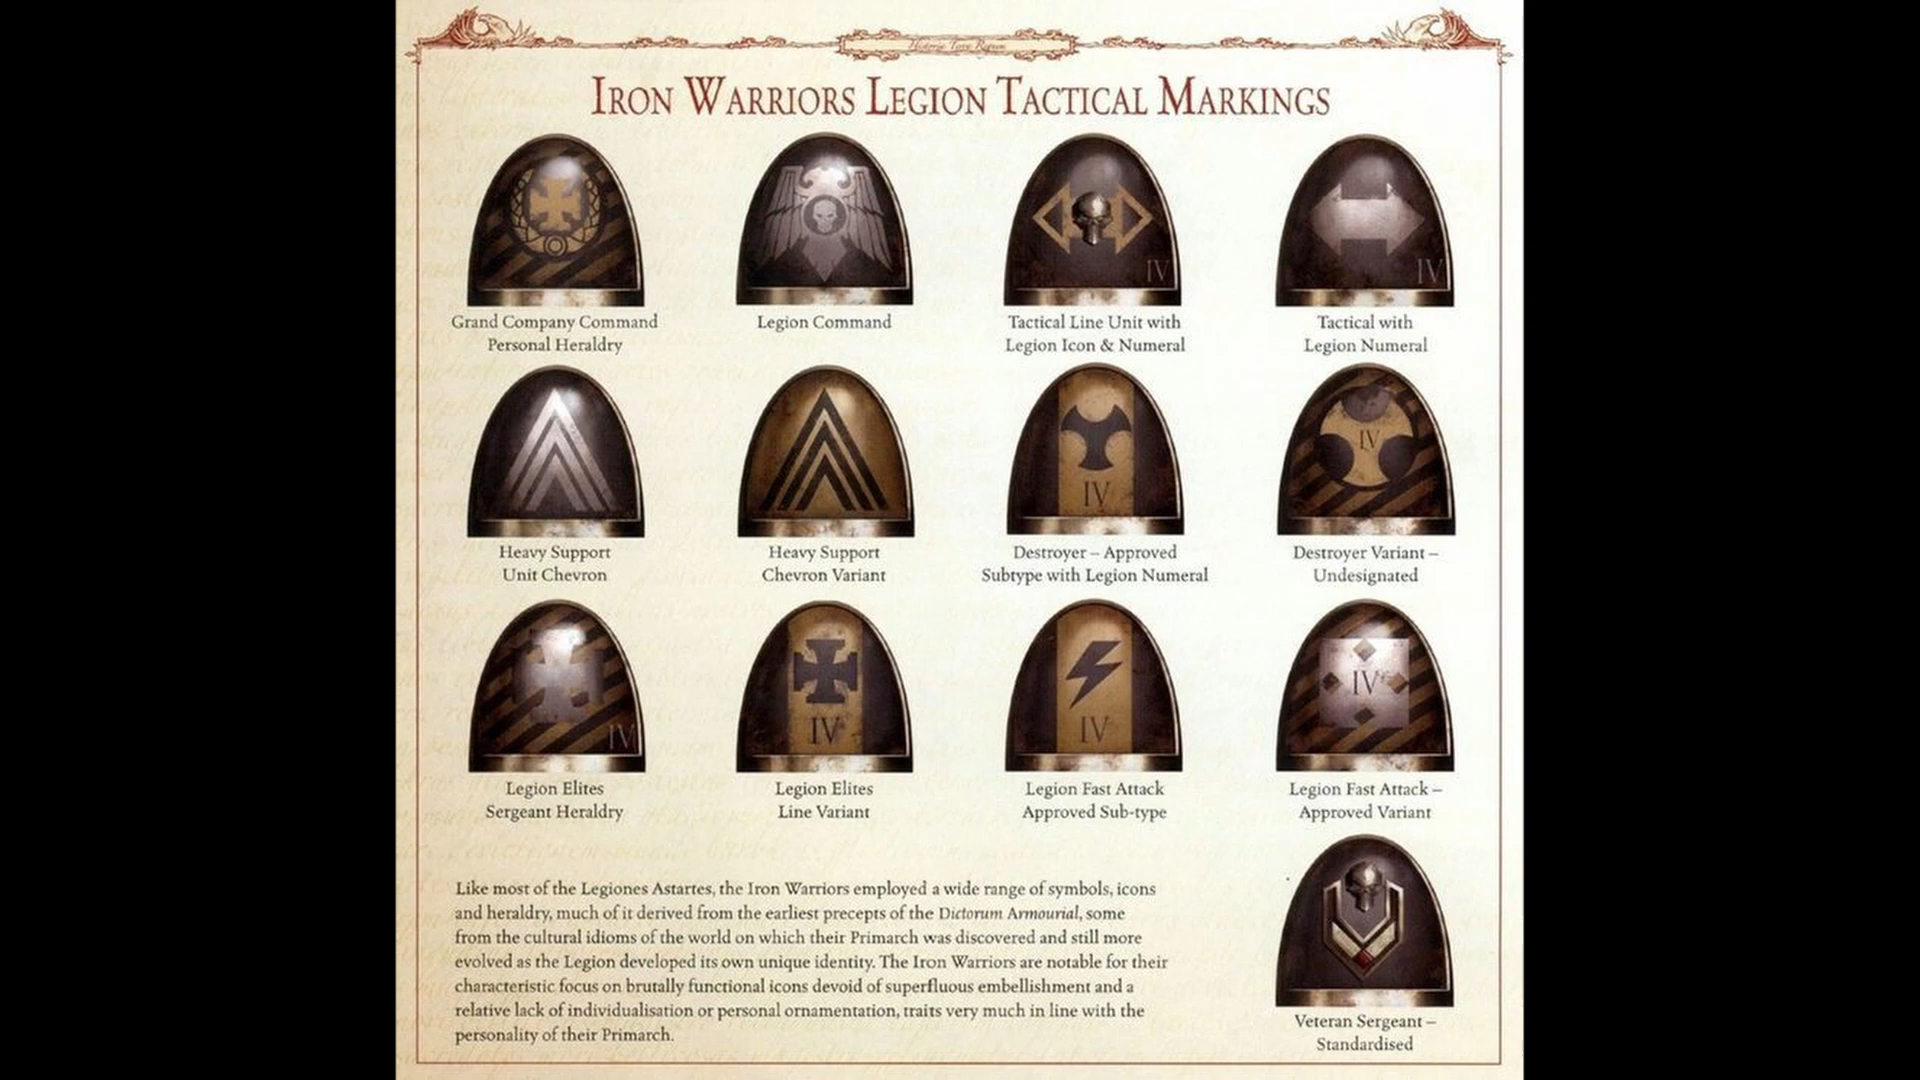 IRON WARRIORS LEGION TACTICAL MARKINGS
IV
IV
Grand Company Command
Personal Heraldry
Legion Command
Tactical Line Unit with
Legion Icon & Numeral
Tactical with
Legion Numeral
IV
IV
Heavy Support
Unit Chevron
Heavy Support
Chevron Variant
Destroyer – Approved
Subtype with Legion Numeral
Destroyer Variant –
Undesignated
IV
IV
IV
IV
Legion Elites
Sergeant Heraldry
Legion Elites
Line Variant
Legion Fast Attack
Approved Sub-type
Legion Fast Attack –
Approved Variant
Like most of the Legiones Astartes, the Iron Warriors employed a wide range of symbols, icons
and heraldry, much of it derived from the earliest precepts of the Dictorum Armourial, some
from the cultural idioms of the world on which their Primarch was discovered and still more
evolved as the Legion developed its own unique identity. The Iron Warriors are notable for their
characteristic focus on brutally functional icons devoid of superfluous embellishment and a
relative lack of individualisation or personal ornamentation, traits very much in line with the
personality of their Primarch.
Veteran Sergeant –
Standardised